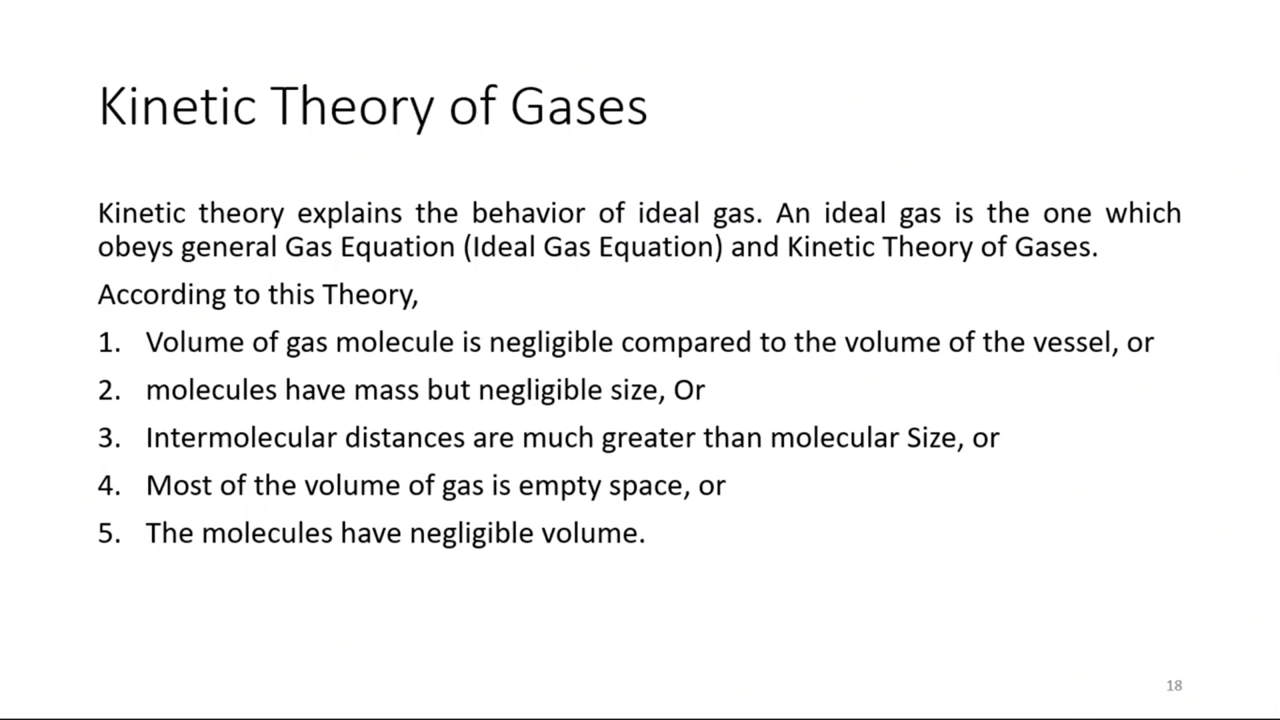 Kinetic Theory of Gases
Kinetic theory explains the behavior of ideal gas. An ideal gas is the one which
obeys general Gas Equation (Ideal Gas Equation) and Kinetic Theory of Gases.
According to this Theory,
1. Volume of gas molecule is negligible compared to the volume of the vessel, or
2. molecules have mass but negligible size, Or
3. Intermolecular distances are much greater than molecular Size, or
4. Most of the volume of gas is empty space, or
5. The molecules have negligible volume.
18